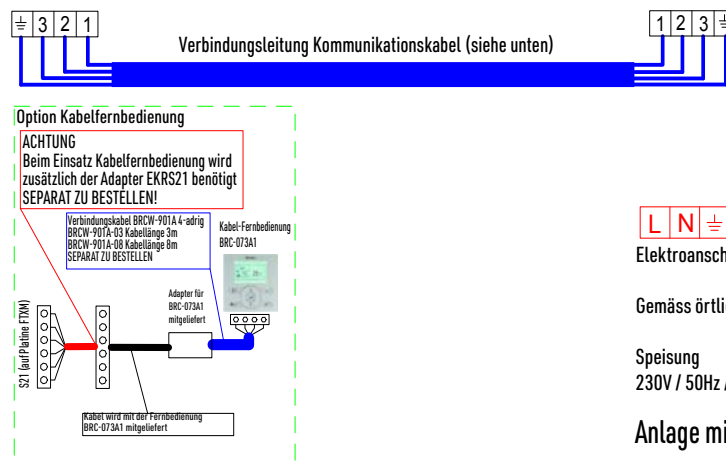 3 2 1
1 2 3
Verbindungsleitung Kommunikationskabel (siehe unten)
Option Kabelfernbedienung
ACHTUNG
Beim Einsatz Kabelfernbedienung wird
zusätzlich der Adapter EKRS21 benötigt
SEPARAT ZU BESTELLEN!
Verbindungskabel BRCW-901A 4-adrig
BRCW-901A-03 Kabellänge 3m
BRCW-901A-08 Kabellänge 8m
SEPARAT ZU BESTELLEN
Kabel-Fernbedienung
BRC-073A1
Adapter für
BRC-073A1
mitgeliefert
S21 (auf Platine FTXM)
Kabel wird mit der Fernbedienung
BRC-073A1 mitgeliefert
L N
Elektroansch
Gemäss örtli
Speisung
230V / 50Hz /
Anlage mi